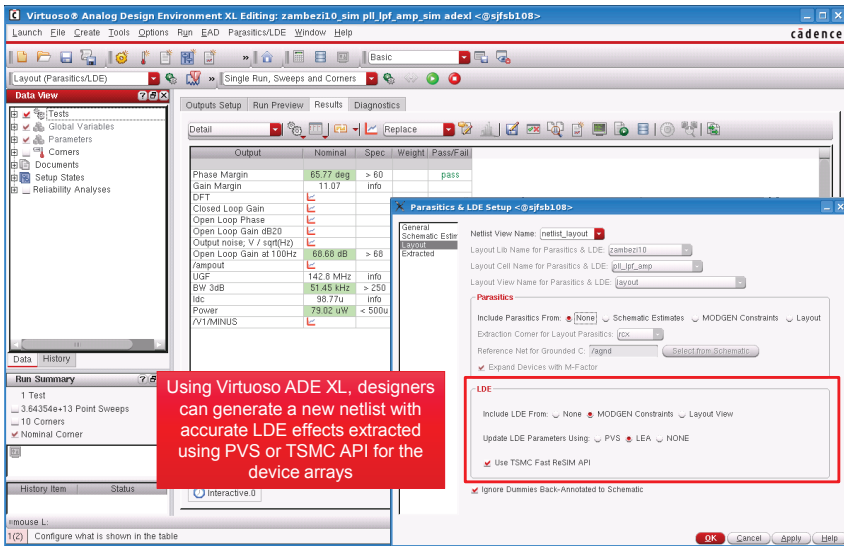 Virtuoso® Analog Design Environment XL Editing: zambezi10_sim pll_lpf_amp_sim adexl <@sjfsb108>
Launch File Create Tools Options Run EAD Parasitics/LDE Window Help
cādence
Basic
Layout (Parasitics/LDE)
Single Run, Sweeps and Corners
Data View
Tests
Global Variables
Parameters
Corners
Documents
Setup States
Reliability Analyses
Data History
Run Summary
1 Test
3.64354e+13 Point Sweeps
10 Corners
Nominal Corner
History Item Status
Outputs Setup Run Preview Results Diagnostics
Detail
Replace
Output Nominal Spec Weight Pass/Fail
Phase Margin 65.77 deg > 60 pass
Gain Margin 11.07 info
DFT
Closed Loop Gain
Open Loop Phase
Open Loop Gain dB20
Output noise; V / sqrt(Hz)
Open Loop Gain at 100Hz 68.68 dB > 68
/ampout
UGF 142.8 MHz info
BW 3dB 51.45 kHz > 250
Idc 98.77u info
Power 79.02 uW < 500u
/V1/MINUS
Interactive.0
Using Virtuoso ADE XL, designers
can generate a new netlist with
accurate LDE effects extracted
using PVS or TSMC API for the
device arrays
Parasitics & LDE Setup <@sjfsb108>
General
Schematic Estim
Layout
Extracted
Netlist View Name: netlist_layout
Layout Lib Name for Parasitics & LDE: zambezi10
Layout Cell Name for Parasitics & LDE: pll_lpf_amp
Layout View Name for Parasitics & LDE: layout
Parasitics
Include Parasitics From: None Schematic Estimates MODGEN Constraints Layout
Extraction Corner for Layout Parasitics: rcx
Reference Net for Grounded C: /agnd Select from Schematic
Expand Devices with M-Factor
LDE
Include LDE From: None MODGEN Constraints Layout View
Update LDE Parameters Using: PVS LEA NONE
Use TSMC Fast ReSIM API
Ignore Dummies Back-Annotated to Schematic
OK Cancel Apply Help
mouse L:
1(2) Configure what is shown in the table